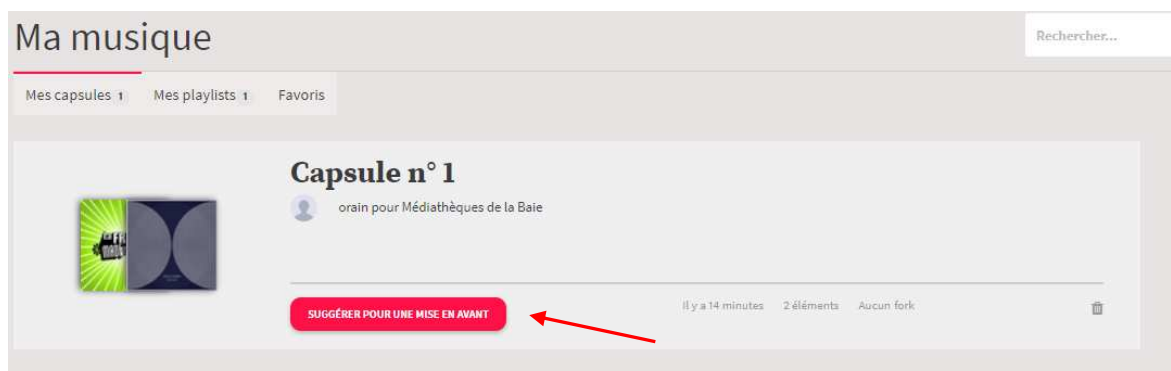 Ma musique
Rechercher...
Mes capsules 1 Mes playlists 1 Favoris
Capsule n° 1
orain pour Médiathèques de la Baie
SUGGÉRER POUR UNE MISE EN AVANT
Il y a 14 minutes 2 éléments Aucun fork